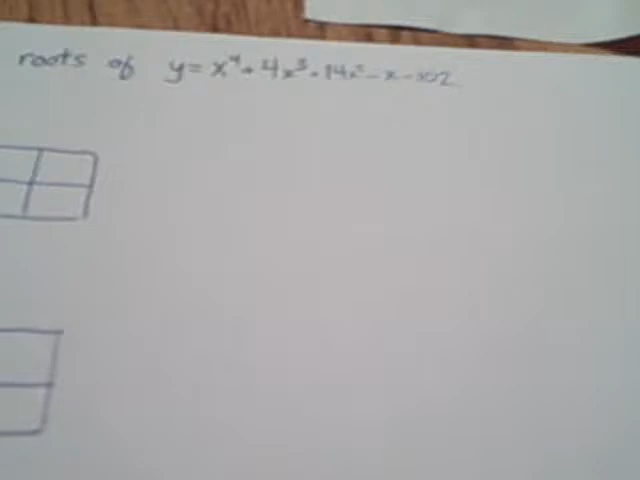 roots of y = x⁴ + 4x³ + 14x² - x - 102